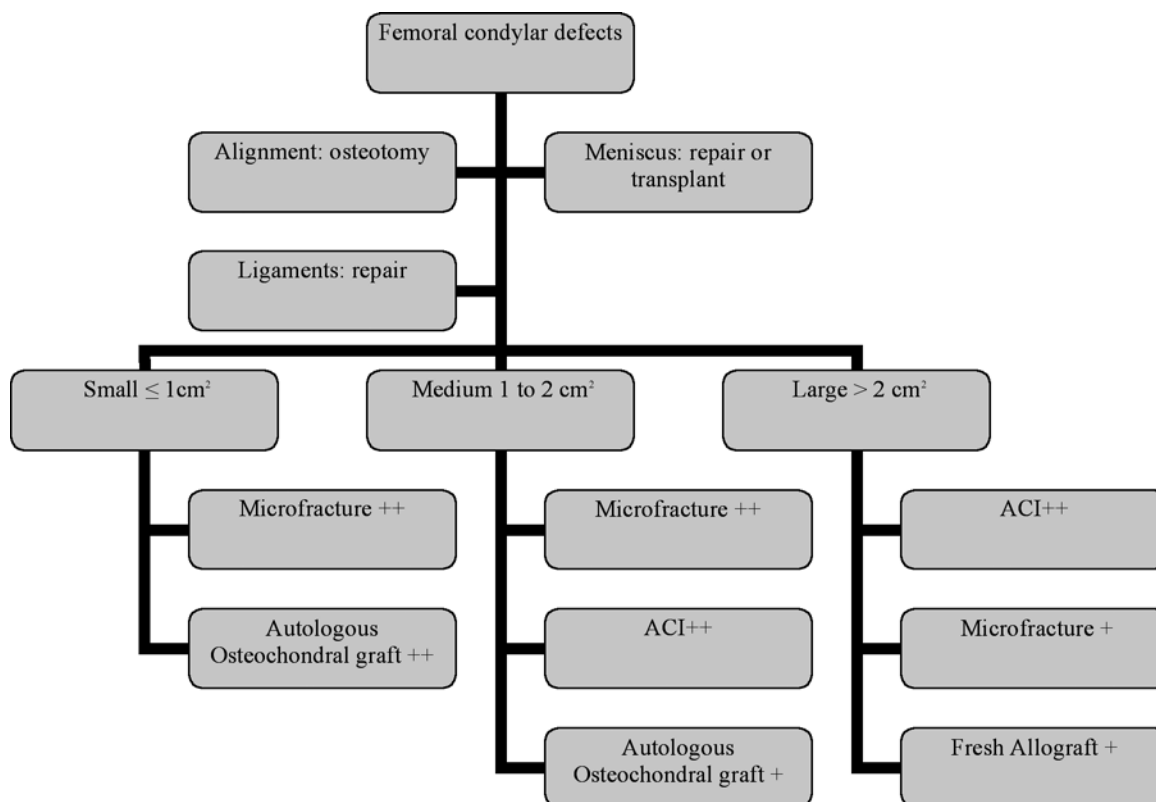 Femoral condylar defects
Alignment: osteotomy
Meniscus: repair or
transplant
Ligaments: repair
Small ≤ 1cm²
Medium 1 to 2 cm²
Large > 2 cm²
Microfracture ++
Microfracture ++
ACI++
Autologous
Osteochondral graft ++
ACI++
Microfracture +
Autologous
Osteochondral graft +
Fresh Allograft +